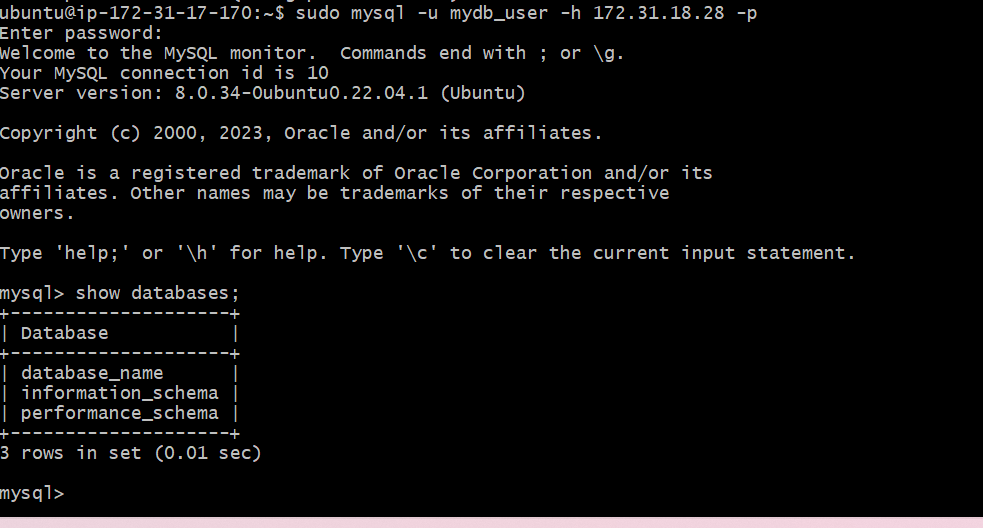 ubuntu@ip-172-31-17-170:~$ sudo mysql -u mydb_user -h 172.31.18.28 -p
Enter password:
Welcome to the MySQL monitor.  Commands end with ; or \g.
Your MySQL connection id is 10
Server version: 8.0.34-0ubuntu0.22.04.1 (Ubuntu)
Copyright (c) 2000, 2023, Oracle and/or its affiliates.
Oracle is a registered trademark of Oracle Corporation and/or its
affiliates. Other names may be trademarks of their respective
owners.
Type 'help;' or '\h' for help. Type '\c' to clear the current input statement.
mysql> show databases;
+--------------------+
| Database           |
+--------------------+
| database_name      |
| information_schema |
| performance_schema |
+--------------------+
3 rows in set (0.01 sec)
mysql>